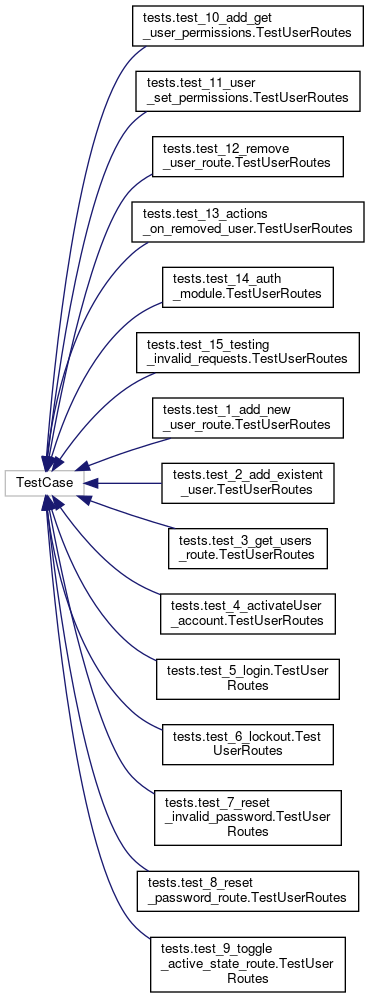 tests.test_10_add_get
_user_permissions.TestUserRoutes
tests.test_11_user
_set_permissions.TestUserRoutes
tests.test_12_remove
_user_route.TestUserRoutes
tests.test_13_actions
_on_removed_user.TestUserRoutes
tests.test_14_auth
_module.TestUserRoutes
tests.test_15_testing
_invalid_requests.TestUserRoutes
tests.test_1_add_new
_user_route.TestUserRoutes
TestCase
tests.test_2_add_existent
_user.TestUserRoutes
tests.test_3_get_users
_route.TestUserRoutes
tests.test_4_activateUser
_account.TestUserRoutes
tests.test_5_login.TestUser
Routes
tests.test_6_lockout.Test
UserRoutes
tests.test_7_reset
_invalid_password.TestUser
Routes
tests.test_8_reset
_password_route.TestUserRoutes
tests.test_9_toggle
_active_state_route.TestUser
Routes